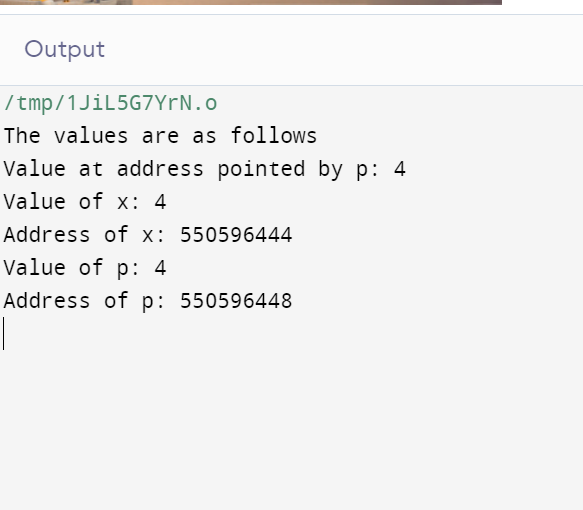 Output
/tmp/1JiL5G7YrN.o
The values are as follows
Value at address pointed by p: 4
Value of x: 4
Address of x: 550596444
Value of p: 4
Address of p: 550596448